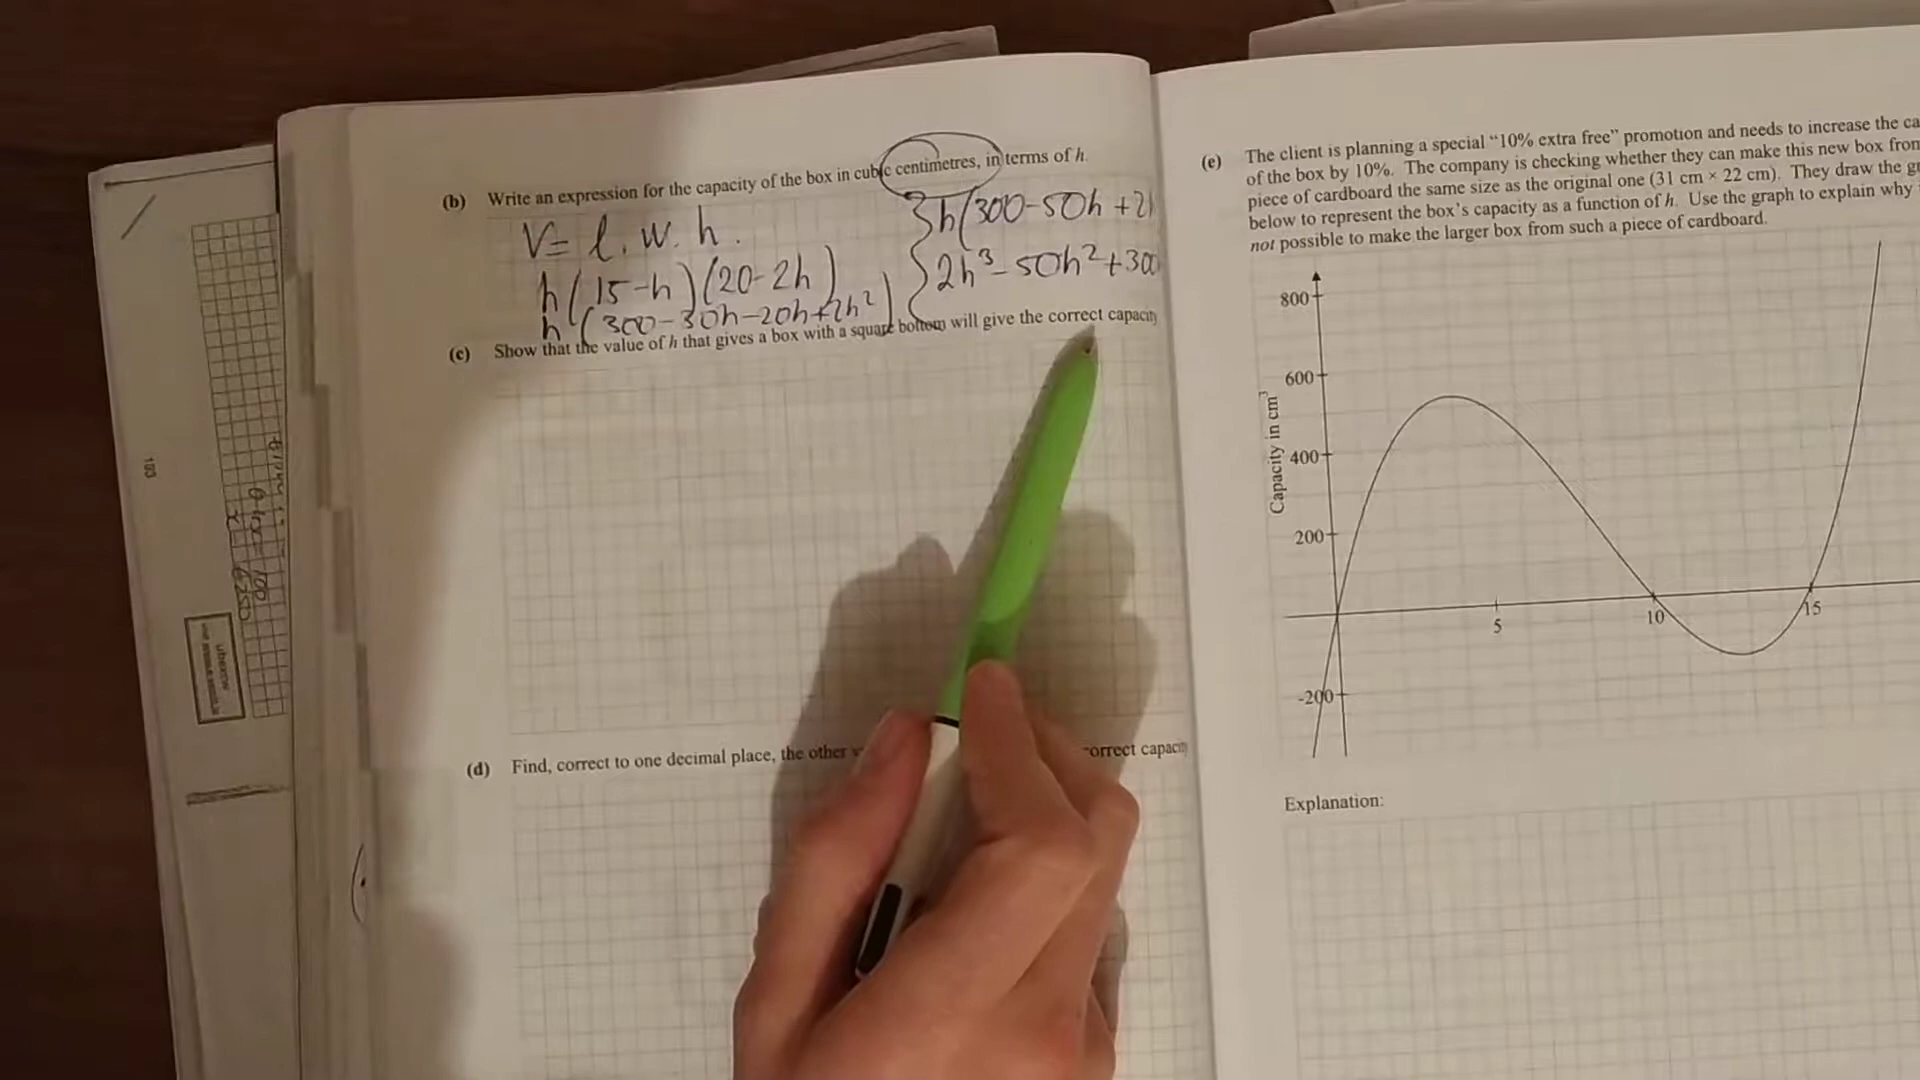 (b) Write an expression for the capacity of the box in cubic centimetres, in terms of h.
V = l. w. h.
h(15-h)(20-2h)
h(300-30h-20h+2h²)
h(300-50h+2
2h³-50h²+300
(c) Show that the value of h that gives a box with a square bottom will give the correct capacity
(d) Find, correct to one decimal place, the other orrect capacit
(e) The client is planning a special “10% extra free” promotion and needs to increase the ca
of the box by 10%. The company is checking whether they can make this new box from
piece of cardboard the same size as the original one (31 cm × 22 cm). They draw the g
below to represent the box’s capacity as a function of h. Use the graph to explain why
not possible to make the larger box from such a piece of cardboard.
Capacity in cm³
800
600
400
200
-200
5
10
15
Explanation:
103